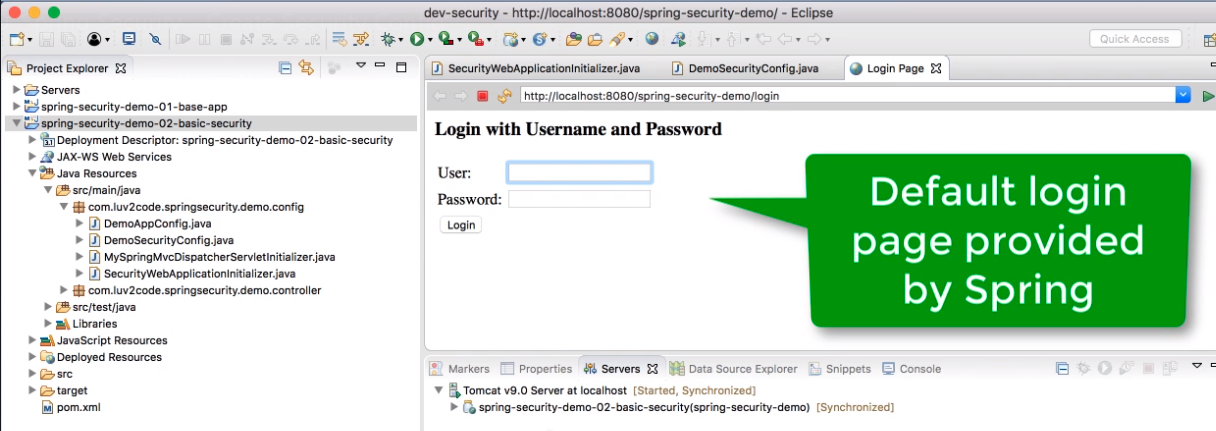 dev-security - http://localhost:8080/spring-security-demo/ - Eclipse
Quick Access
Project Explorer
Servers
spring-security-demo-01-base-app
spring-security-demo-02-basic-security
Deployment Descriptor: spring-security-demo-02-basic-security
JAX-WS Web Services
Java Resources
src/main/java
com.luv2code.springsecurity.demo.config
DemoAppConfig.java
DemoSecurityConfig.java
MySpringMvcDispatcherServletInitializer.java
SecurityWebApplicationInitializer.java
com.luv2code.springsecurity.demo.controller
src/test/java
Libraries
JavaScript Resources
Deployed Resources
src
target
pom.xml
SecurityWebApplicationInitializer.java DemoSecurityConfig.java Login Page
http://localhost:8080/spring-security-demo/login
Login with Username and Password
User:
Password:
Login
Default login
page provided
by Spring
Markers Properties Servers Data Source Explorer Snippets Console
Tomcat v9.0 Server at localhost [Started, Synchronized]
spring-security-demo-02-basic-security(spring-security-demo) [Synchronized]